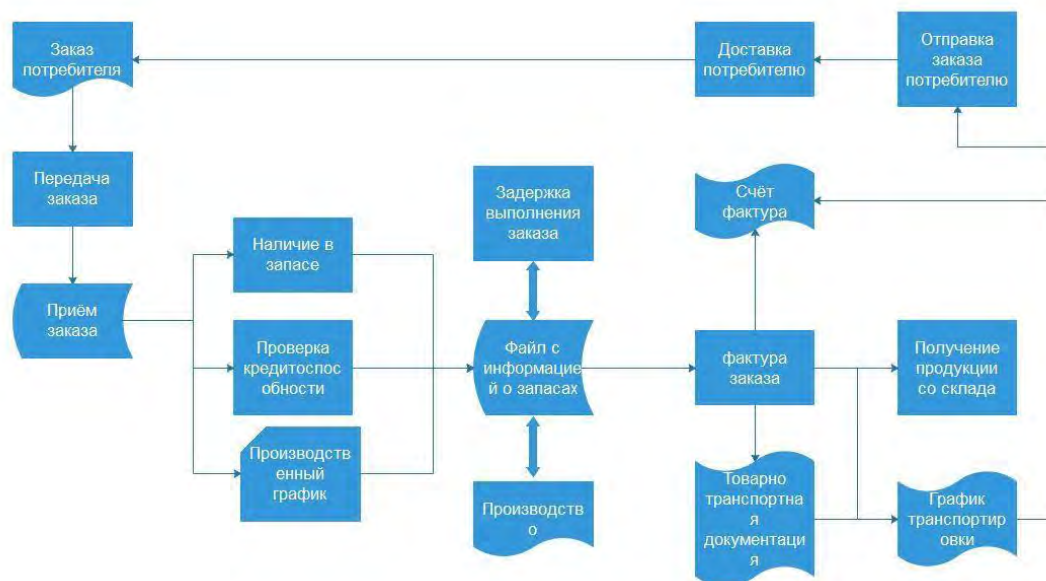 Заказ
потребителя
Доставка
потребителю
Отправка
заказа
потребителю
Передача
заказа
Задержка
выполнения
заказа
Счёт
фактура
Наличие в
запасе
Приём
заказа
Проверка
кредитоспос
обности
Файл с
информацие
й о запасах
фактура
заказа
Получение
продукции
со склада
Производств
енный
график
Производств
о
Товарно
транспортна
я
документаци
я
График
транспортир
овки